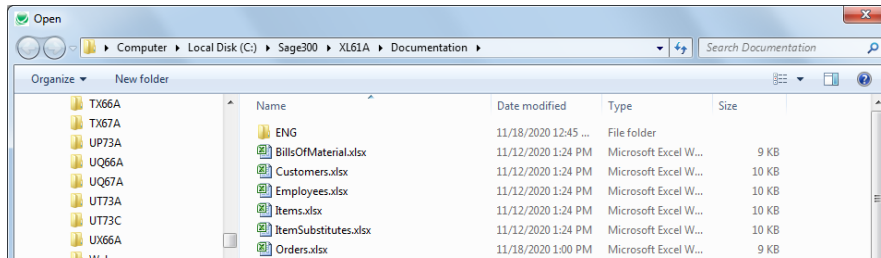 Open
Computer Local Disk (C:) Sage300 XL61A Documentation Search Documentation
Organize New folder
TX66A
TX67A
UP73A
UQ66A
UQ67A
UT73A
UT73C
UX66A
Name Date modified Type Size
ENG 11/18/2020 12:45 ... File folder
BillsOfMaterial.xlsx 11/12/2020 1:24 PM Microsoft Excel W... 9 KB
Customers.xlsx 11/12/2020 1:24 PM Microsoft Excel W... 10 KB
Employees.xlsx 11/12/2020 1:24 PM Microsoft Excel W... 10 KB
Items.xlsx 11/12/2020 1:24 PM Microsoft Excel W... 10 KB
ItemSubstitutes.xlsx 11/12/2020 1:24 PM Microsoft Excel W... 10 KB
Orders.xlsx 11/18/2020 1:00 PM Microsoft Excel W... 9 KB